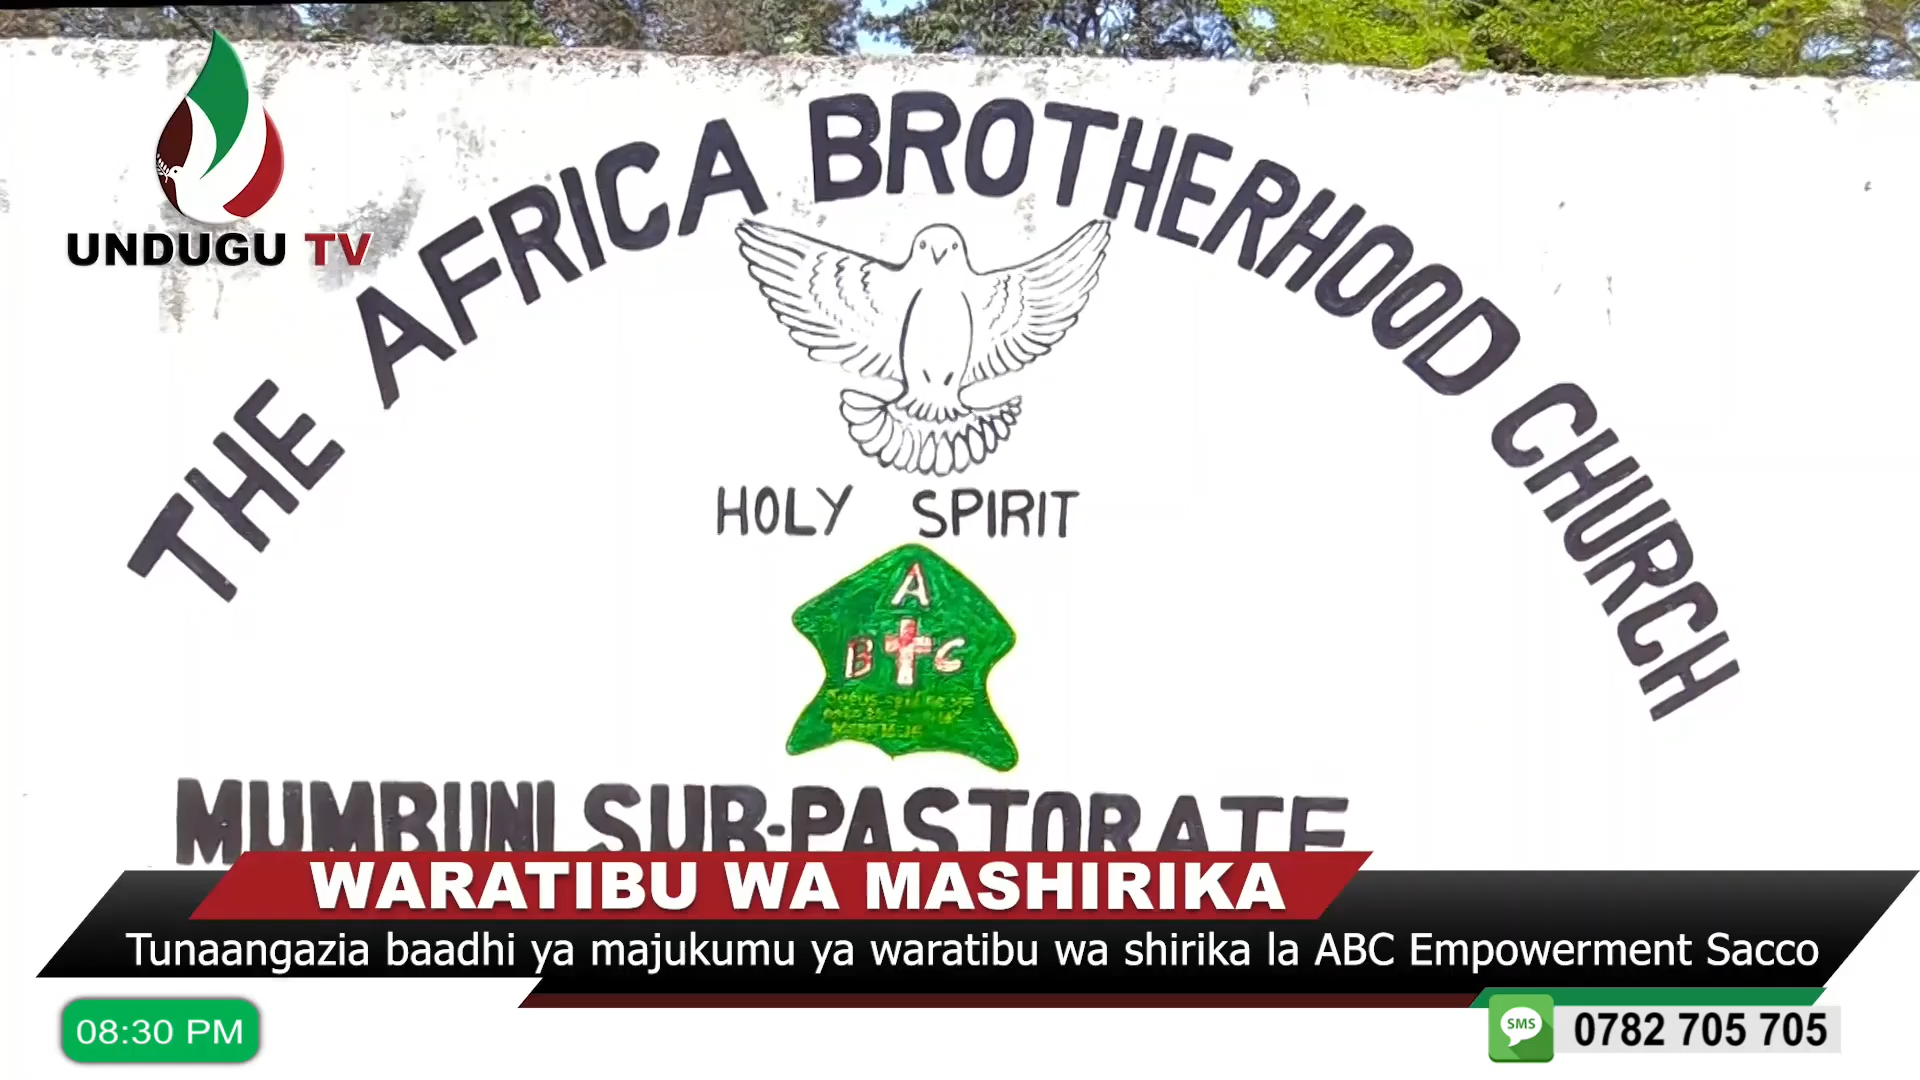 UNDUGU TV
THE AFRICA BROTHERHOOD CHURCH
HOLY SPIRIT
A
B C
MUMBUNI SUB-PASTORATE
WARATIBU WA MASHIRIKA
Tunaangazia baadhi ya majukumu ya waratibu wa shirika la ABC Empowerment Sacco
08:30 PM
SMS
0782 705 705